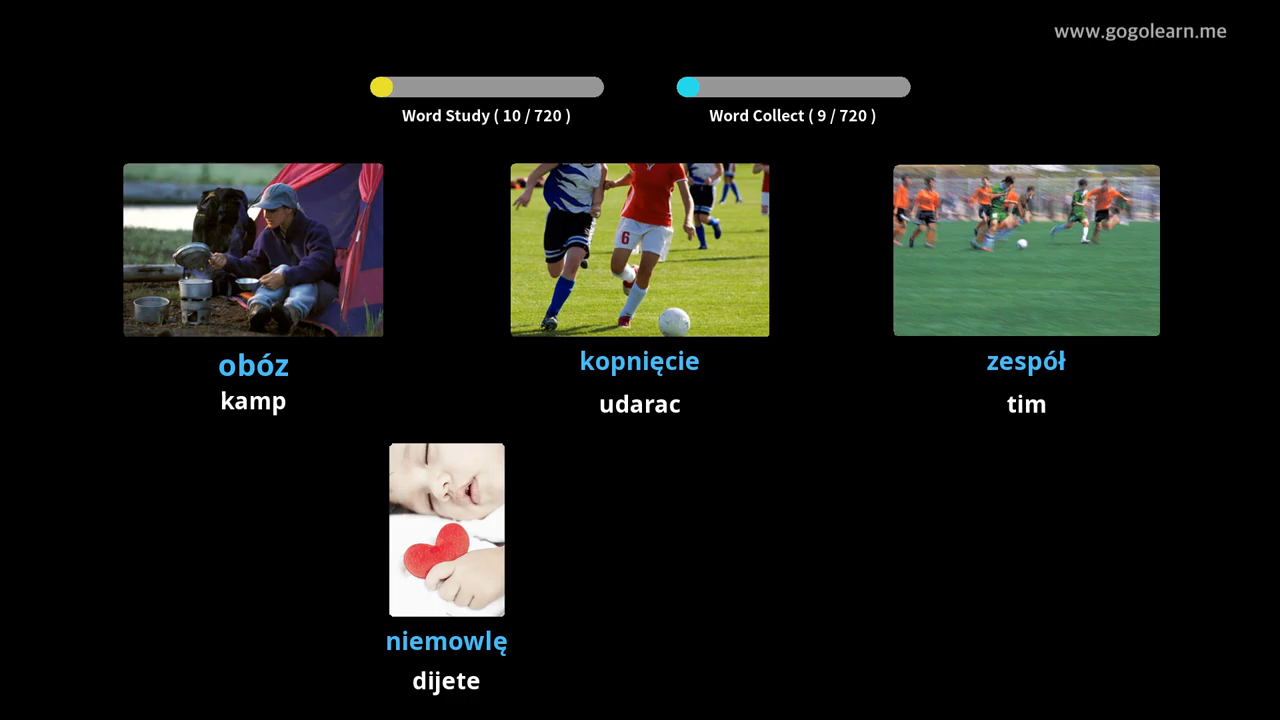 www.gogolearn.me
Word Study ( 10 / 720 )
Word Collect ( 9 / 720 )
6
obóz
kopnięcie
zespół
kamp
udarac
tim
niemowlę
dijete